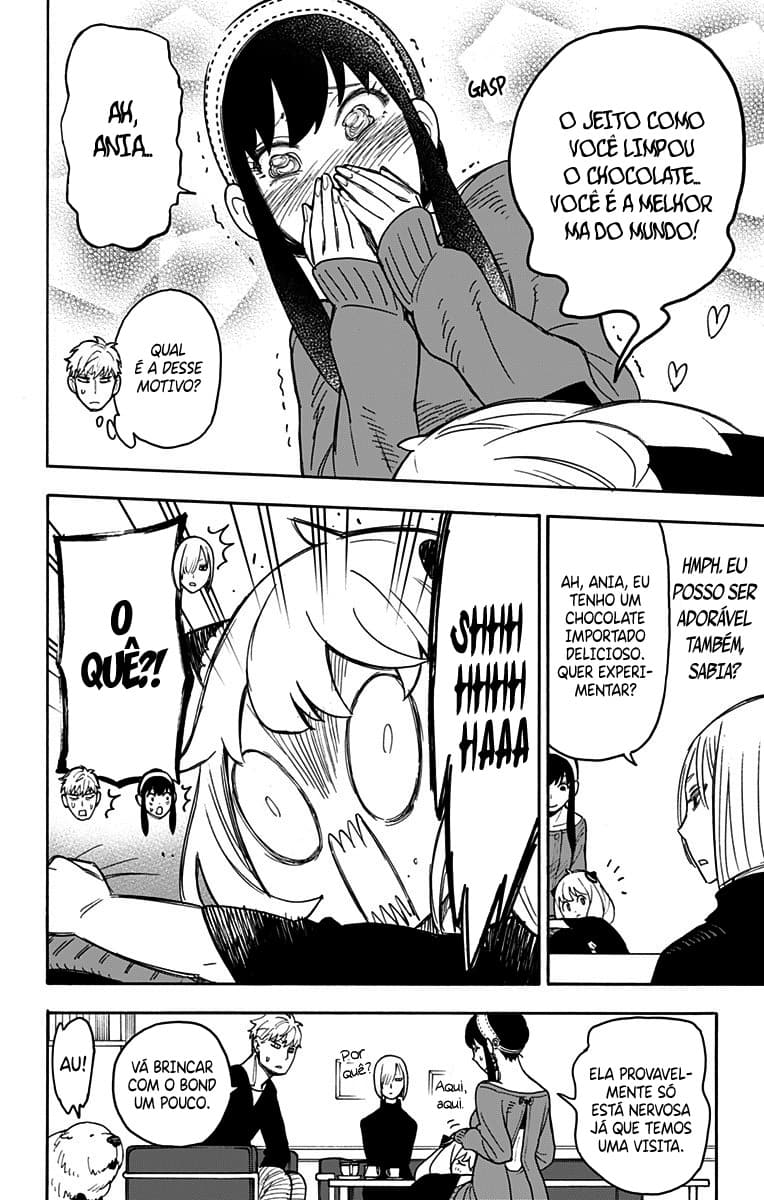 O JEITO COMO
VOCÊ LIMPOU
O CHOCOLATE...
VOCÊ É A MELHOR
MA DO MUNDO!
GASP
AH,
ANIA...
QUAL
É A DESSE
MOTIVO?
HMPH. EU
POSSO SER
ADORÁVEL
TAMBÉM,
SABIA?
AH, ANIA, EU
TENHO UM
CHOCOLATE
IMPORTADO
DELICIOSO.
QUER EXPERI-
MENTAR?
SHHH
HHHH
HAAA
O
QUÊ?!
ELA PROVAVEL-
MENTE SÓ
ESTÁ NERVOSA
JÁ QUE TEMOS
UMA VISITA.
Aqui,
aqui.
Por
quê?
VÁ BRINCAR
COM O BOND
UM POUCO.
AU!